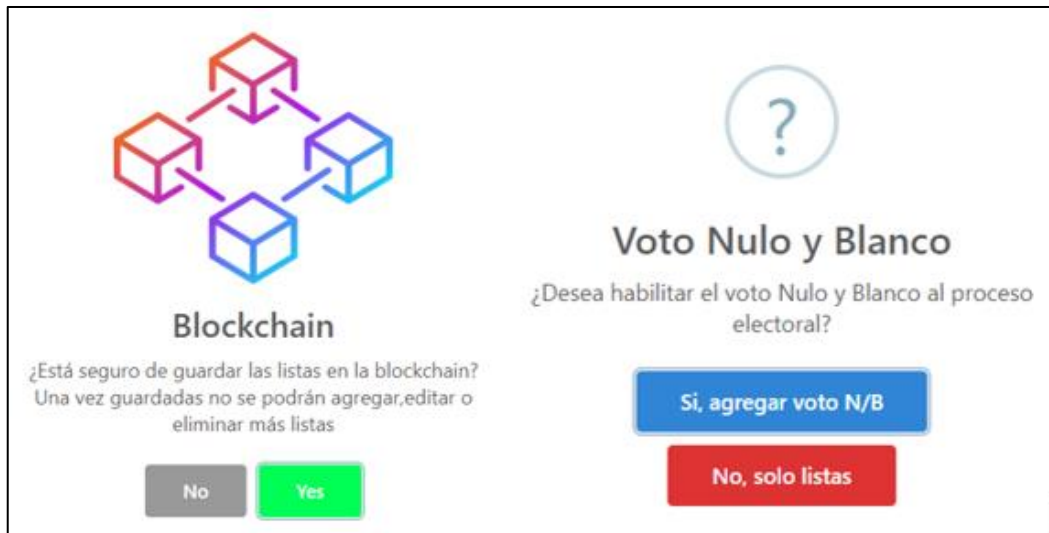 Blockchain
¿Está seguro de guardar las listas en la blockchain?
Una vez guardadas no se podrán agregar,editar o
eliminar más listas
No
Yes
?
Voto Nulo y Blanco
¿Desea habilitar el voto Nulo y Blanco al proceso
electoral?
Si, agregar voto N/B
No, solo listas